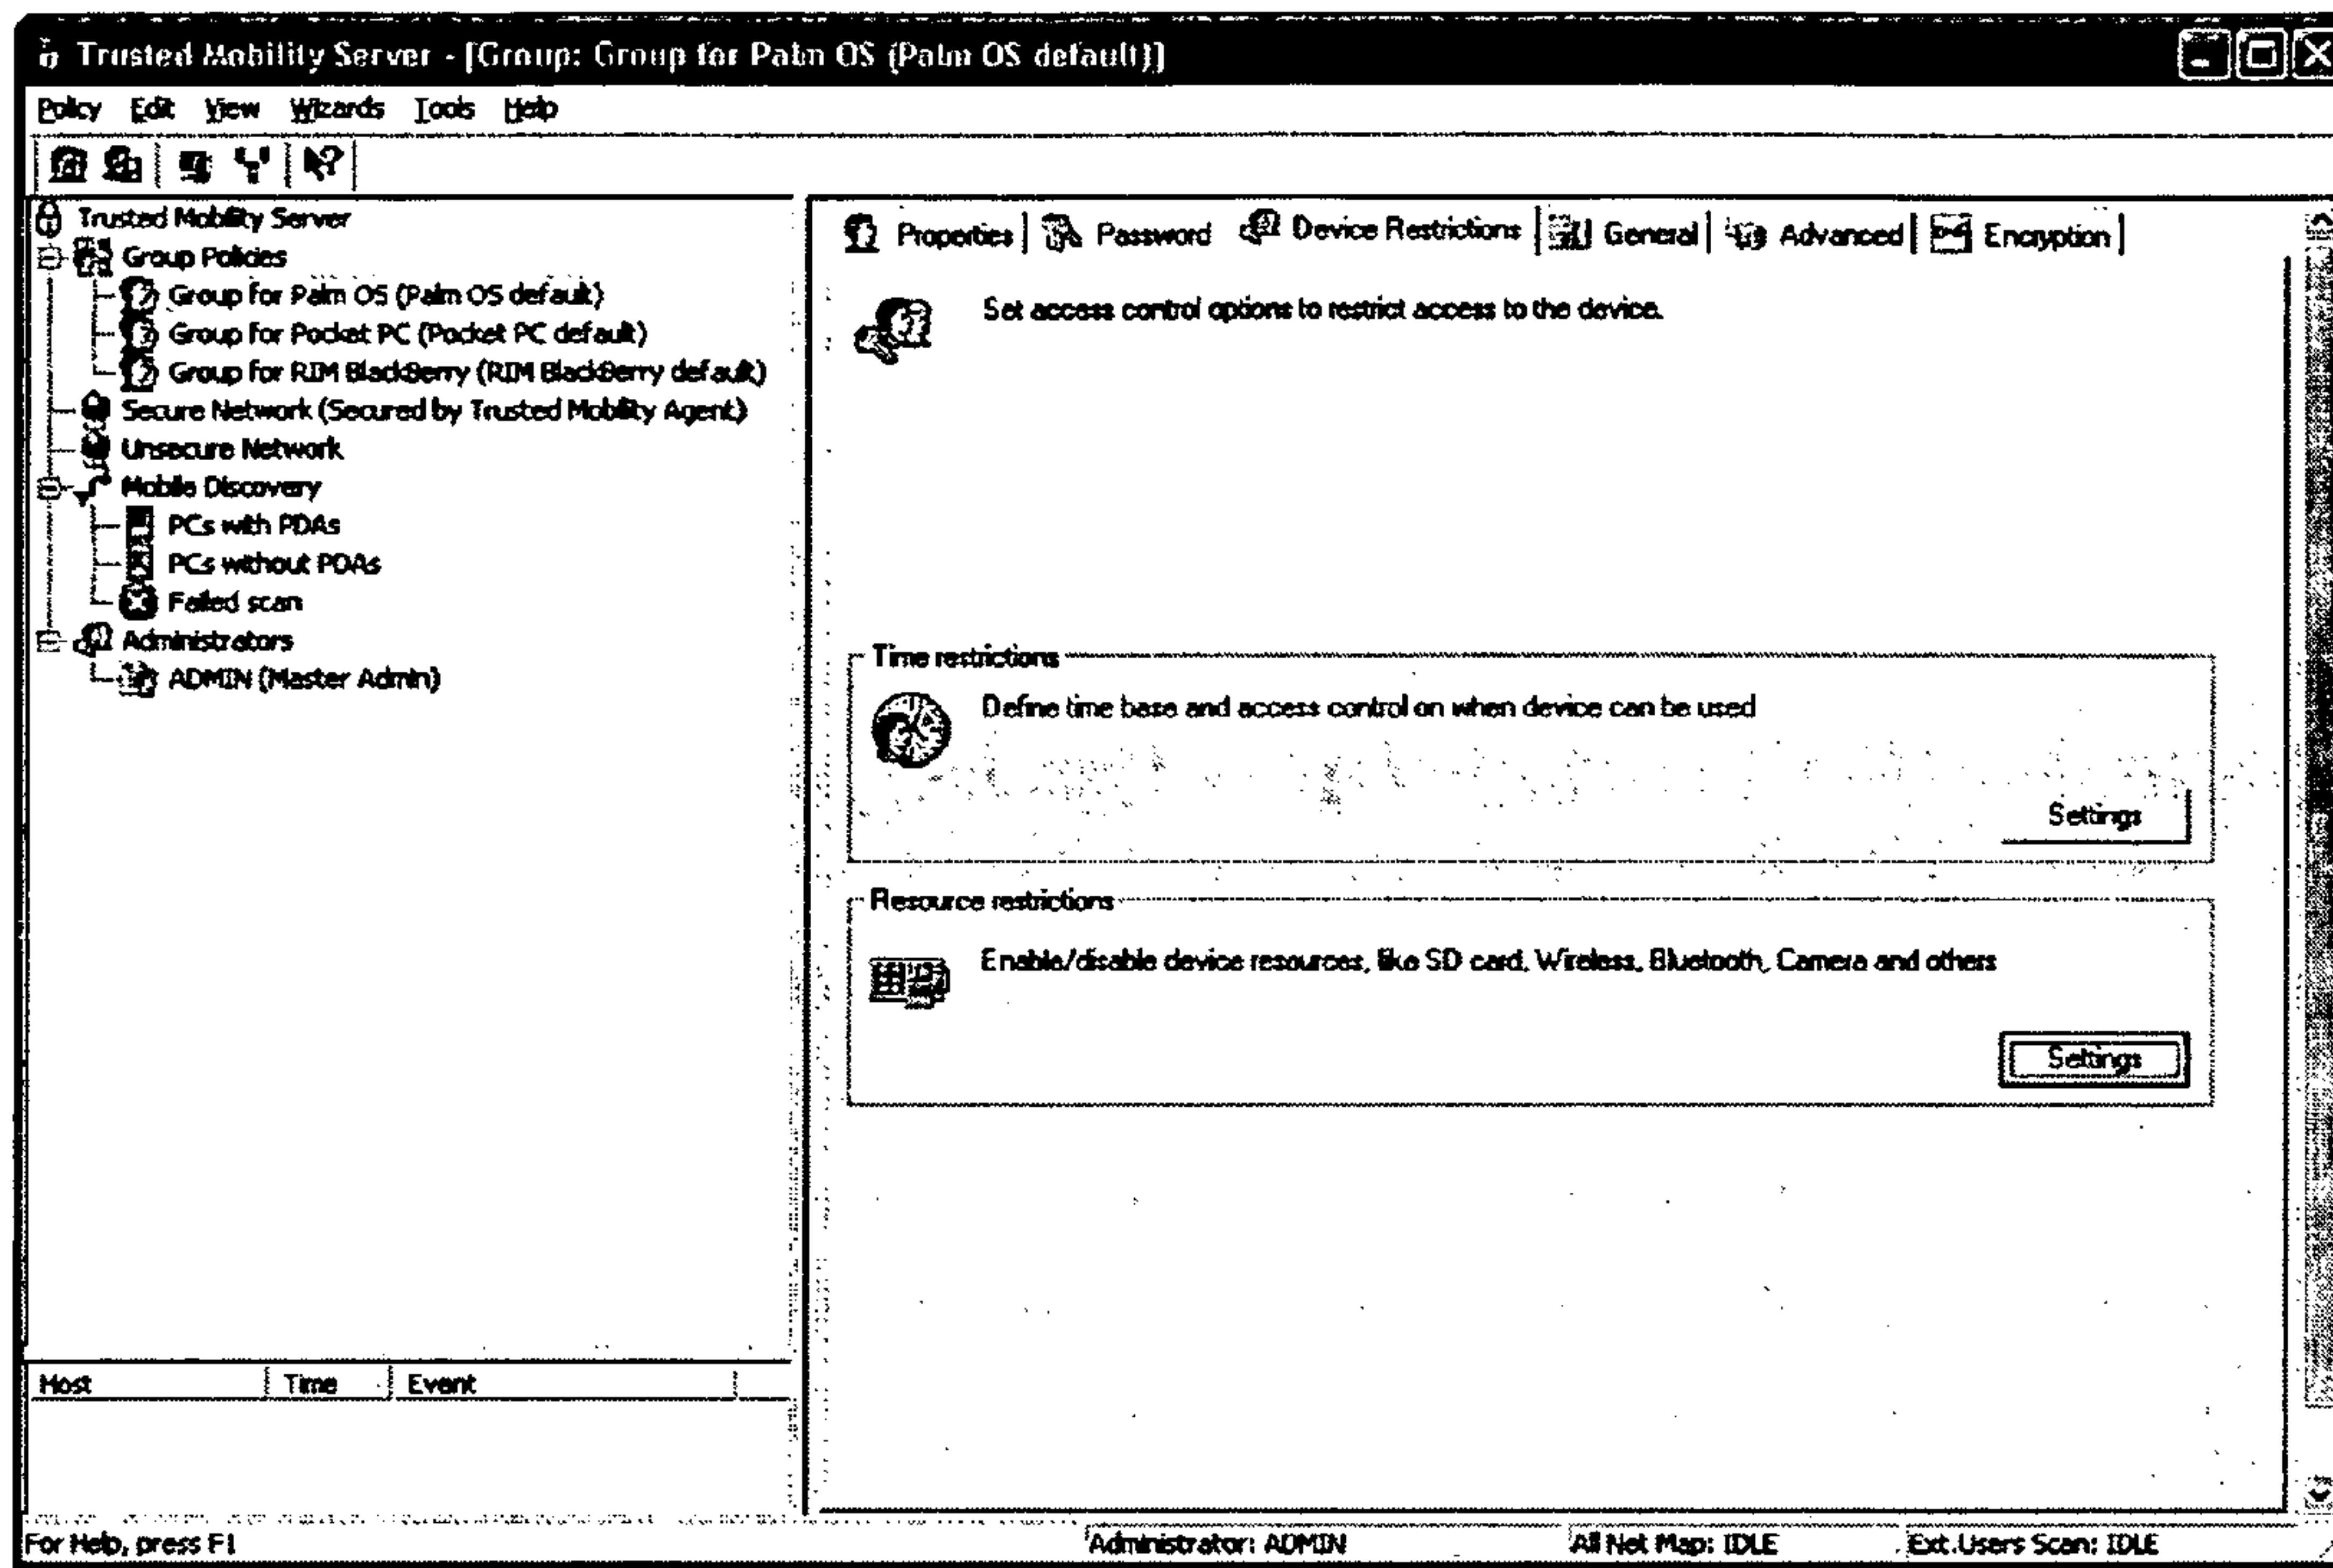 Trusted Mobility Server - [Group: Group for Palm OS (Palm OS default)]
Policy Edit View Wizards Tools Help
Trusted Mobility Server
Group Policies
Group for Palm OS (Palm OS default)
Group for Pocket PC (Pocket PC default)
Group for RIM BlackBerry (RIM BlackBerry default)
Secure Network (Secured by Trusted Mobility Agent)
Unsecure Network
Mobile Discovery
PCs with PDAs
PCs without PDAs
Failed scan
Administrators
ADMIN (Master Admin)
Host Time Event
Properties Password Device Restrictions General Advanced Encryption
Set access control options to restrict access to the device.
Time restrictions
Define time base and access control on when device can be used
Settings
Resource restrictions
Enable/disable device resources, like SD card, Wireless, Bluetooth, Camera and others
Settings
For Help, press F1 Administrator: ADMIN All Net Map: IDLE Ext.Users Scan: IDLE